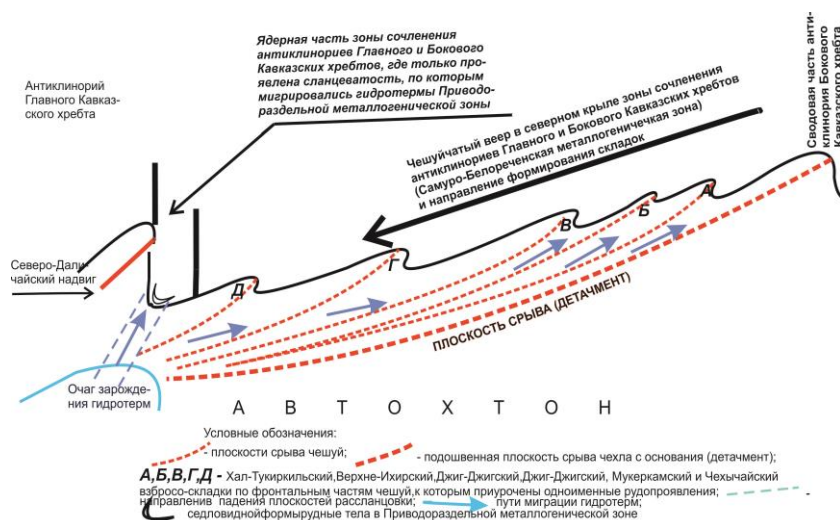 Антиклинорий
Главного Кавказ-
ского хребта
Ядерная часть зоны сочленения
антиклинориев Главного и Бокового
Кавказских хребтов, где только про-
явлена сланцеватость, по которым
мигрировались гидротермы Приводо-
раздельной металлогенической зоны
Чешуйчатый веер в северном крыле зоны сочленения
антиклинориев Главного и Бокового Кавказских хребтов
(Самуро-Белореченская металлогеничечкая зона)
и направление формирования складок
Сводовая часть анти-
клинория Бокового
Кавказского хребта
А
Б
В
Г
Д
Северо-Дали-
чайский надвиг
ПЛОСКОСТЬ СРЫВА (ДЕТАЧМЕНТ)
Очаг зарожде-
ния гидротерм
А В Т О Х Т О Н
Условные обозначения:
- плоскости срыва чешуй; - подошвенная плоскость срыва чехла с основания (детачмент);
А,Б,В,Г,Д - Хал-Тукиркильский,Верхне-Ихирский,Джиг-Джигский,Джиг-Джигский, Мукеркамский и Чехычайский
взбросо-складки по фронтальным частям чешуй,к которым приурочены одноименные рудопроявления; -
направлений падения плоскостей рассланцовки; пути миграции гидротерм;
седловиднойформырудные тела в Приводораздельной металлогенической зоне